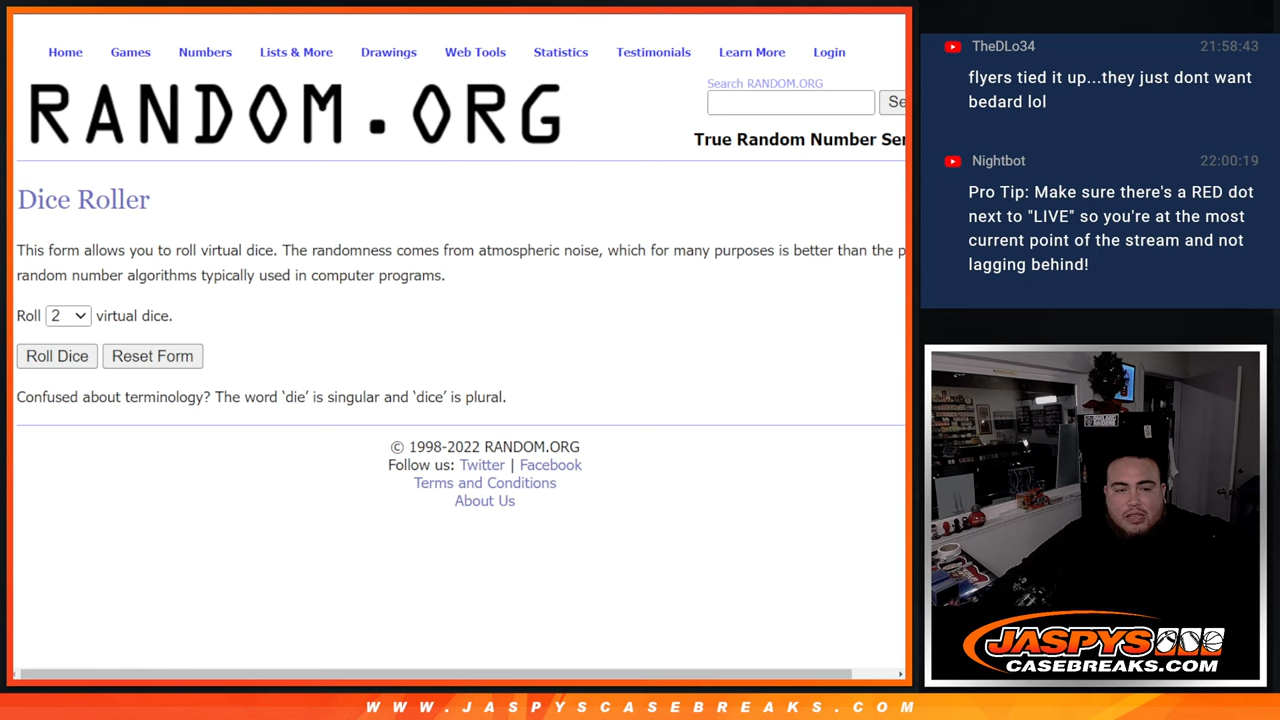 Home Games Numbers Lists & More Drawings Web Tools Statistics Testimonials Learn More Login
RANDOM.ORG
Search RANDOM.ORG
Se
True Random Number Ser
Dice Roller
This form allows you to roll virtual dice. The randomness comes from atmospheric noise, which for many purposes is better than the p
random number algorithms typically used in computer programs.
Roll 2 virtual dice.
Roll Dice Reset Form
Confused about terminology? The word ‘die’ is singular and ‘dice’ is plural.
© 1998-2022 RANDOM.ORG
Follow us: Twitter | Facebook
Terms and Conditions
About Us
TheDLo34 21:58:43
flyers tied it up...they just dont want
bedard lol
Nightbot 22:00:19
Pro Tip: Make sure there's a RED dot
next to "LIVE" so you're at the most
current point of the stream and not
lagging behind!
JASPYS
CASEBREAKS.COM
WWW.JASPYSCASEBREAKS.COM